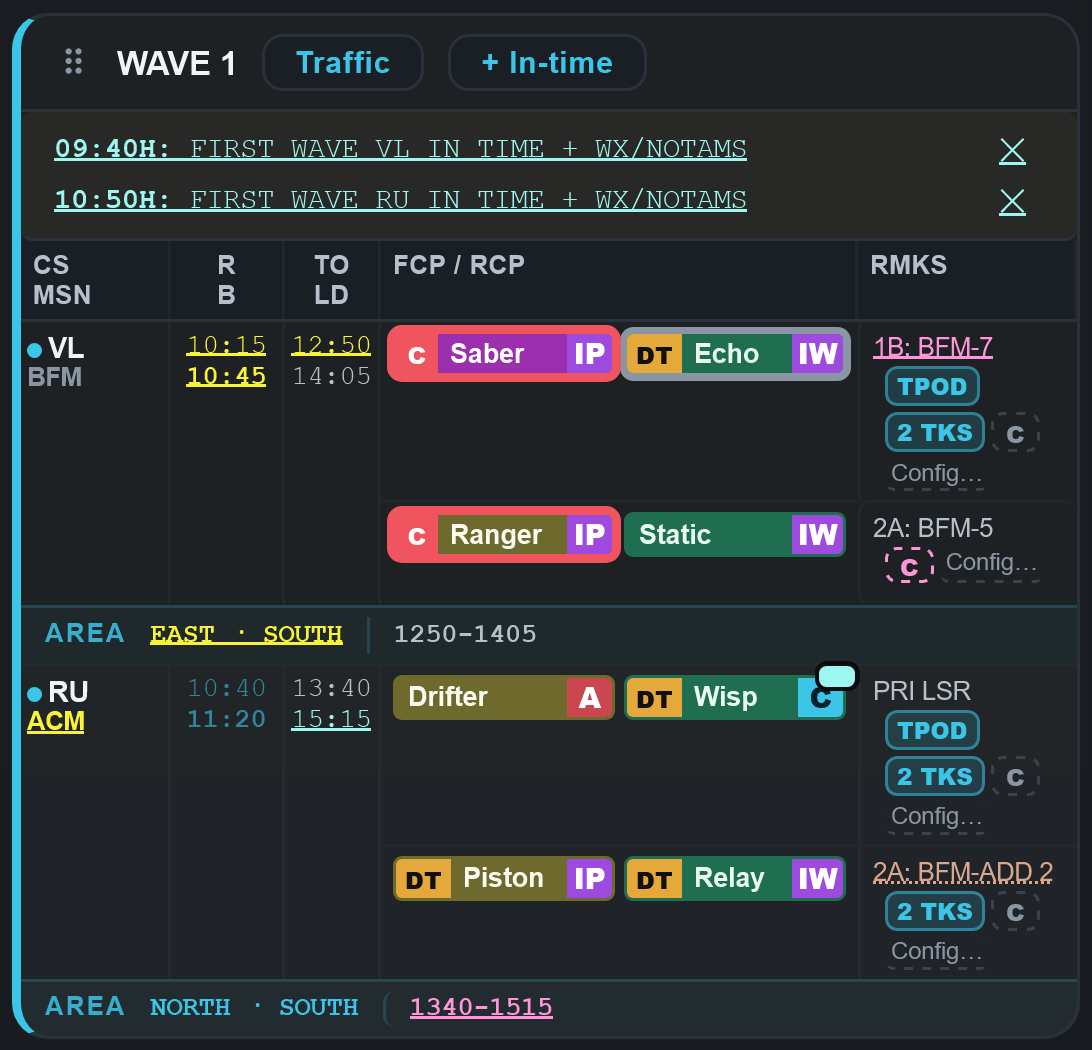 WAVE 1 Traffic + In-time
09:40H: FIRST WAVE VL IN TIME + WX/NOTAMS
10:50H: FIRST WAVE RU IN TIME + WX/NOTAMS
CS R TO FCP / RCP RMKS
MSN B LD
VL 10:15 12:50 C Saber IP DT Echo IW 1B: BFM-7
BFM 10:45 14:05 TPOD
2 TKS C
Config...
C Ranger IP Static IW 2A: BFM-5
C Config...
AREA EAST · SOUTH 1250-1405
RU 10:40 13:40 Drifter A DT Wisp C PRI LSR
ACM 11:20 15:15 TPOD
2 TKS C
Config...
DT Piston IP DT Relay IW 2A: BFM-ADD 2
2 TKS C
Config...
AREA NORTH · SOUTH 1340-1515